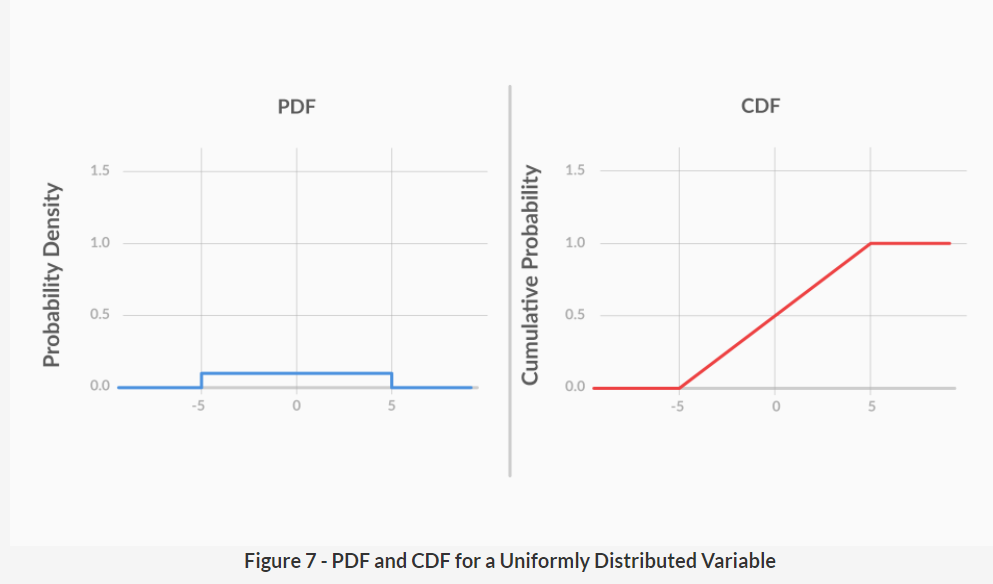 PDF
Probability Density
1.5
1.0
0.5
0.0
-5 0 5
CDF
Cumulative Probability
1.5
1.0
0.5
0.0
-5 0 5
Figure 7 - PDF and CDF for a Uniformly Distributed Variable